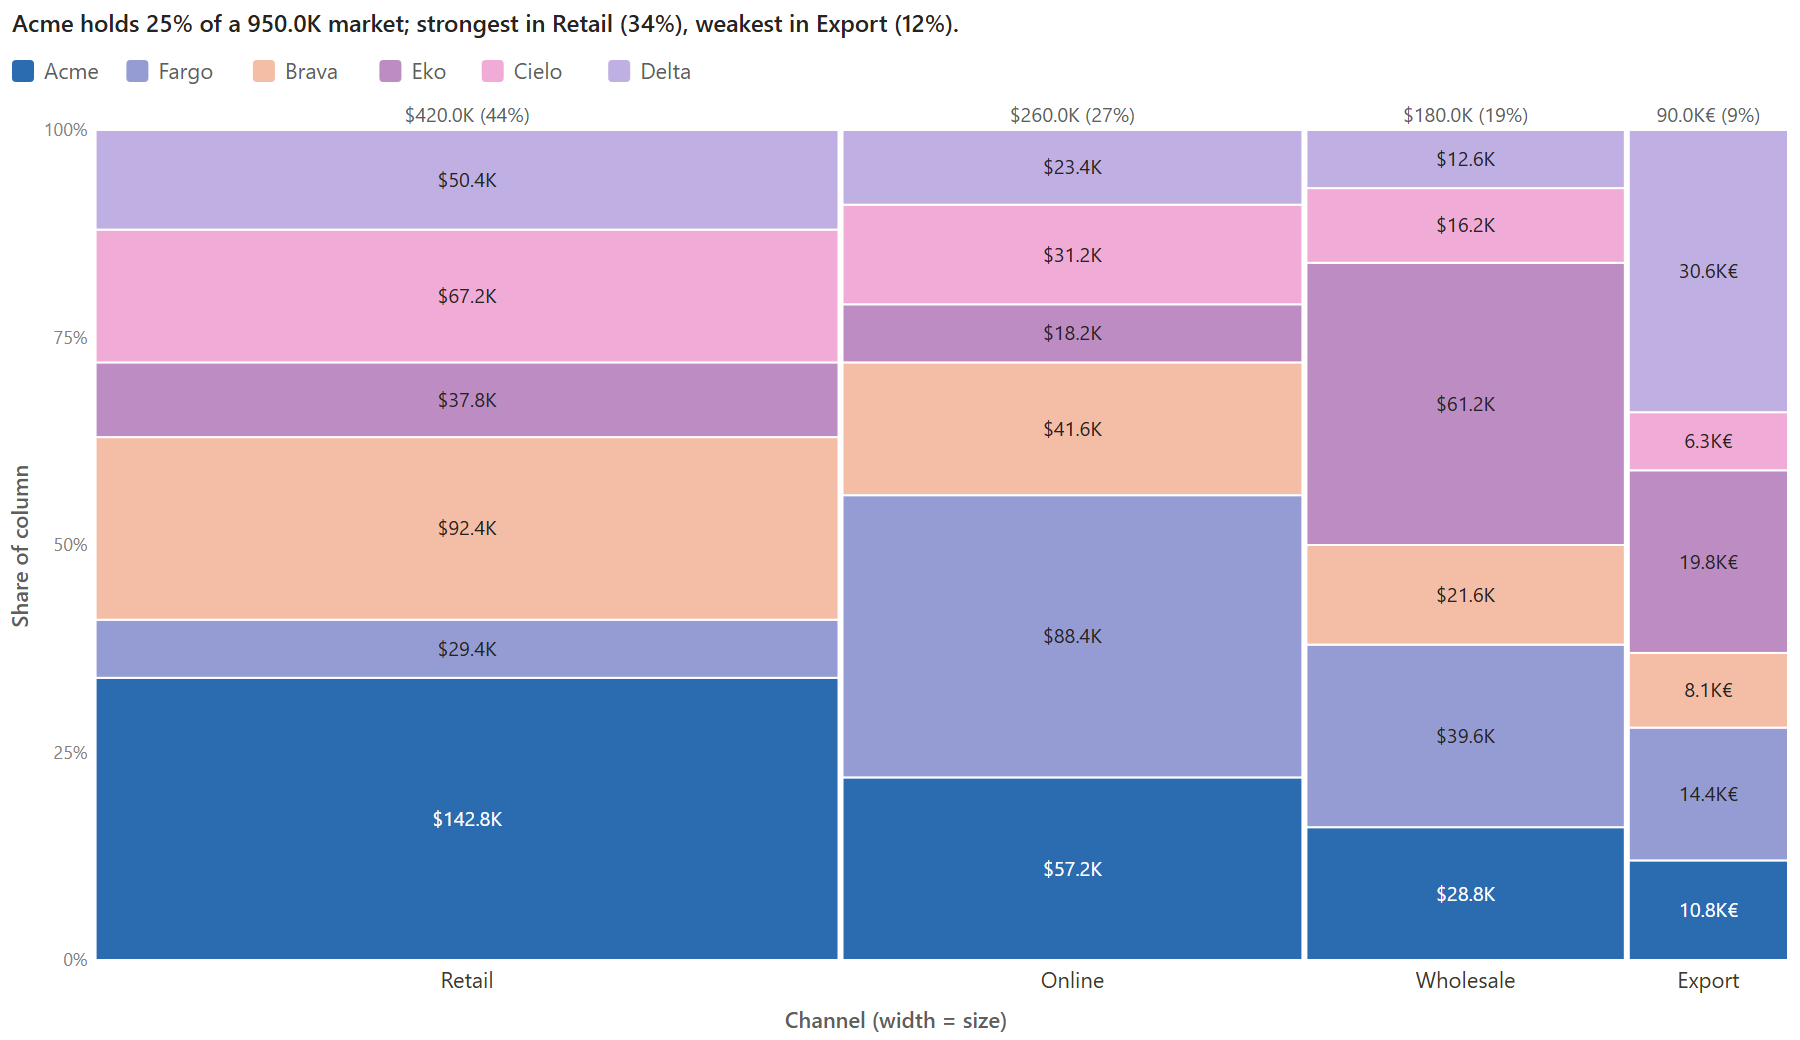 Acme holds 25% of a 950.0K market; strongest in Retail (34%), weakest in Export (12%).
Acme Fargo Brava Eko Cielo Delta
$420.0K (44%) $260.0K (27%) $180.0K (19%) 90.0K€ (9%)
100%
75%
50%
25%
0%
Share of column
$50.4K
$67.2K
$37.8K
$92.4K
$29.4K
$142.8K
$23.4K
$31.2K
$18.2K
$41.6K
$88.4K
$57.2K
$12.6K
$16.2K
$61.2K
$21.6K
$39.6K
$28.8K
30.6K€
6.3K€
19.8K€
8.1K€
14.4K€
10.8K€
Retail Online Wholesale Export
Channel (width = size)